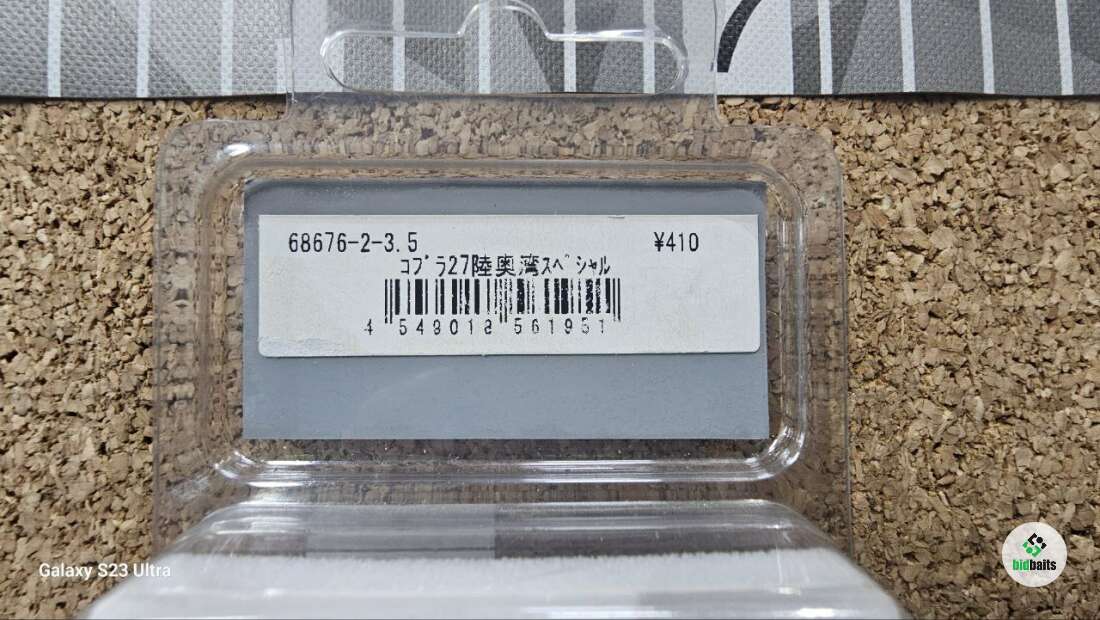 68676-2-3.5 ¥410
コブラ27陸奥湾スペシャル
4 548018 561951
Galaxy S23 Ultra
bidbaits